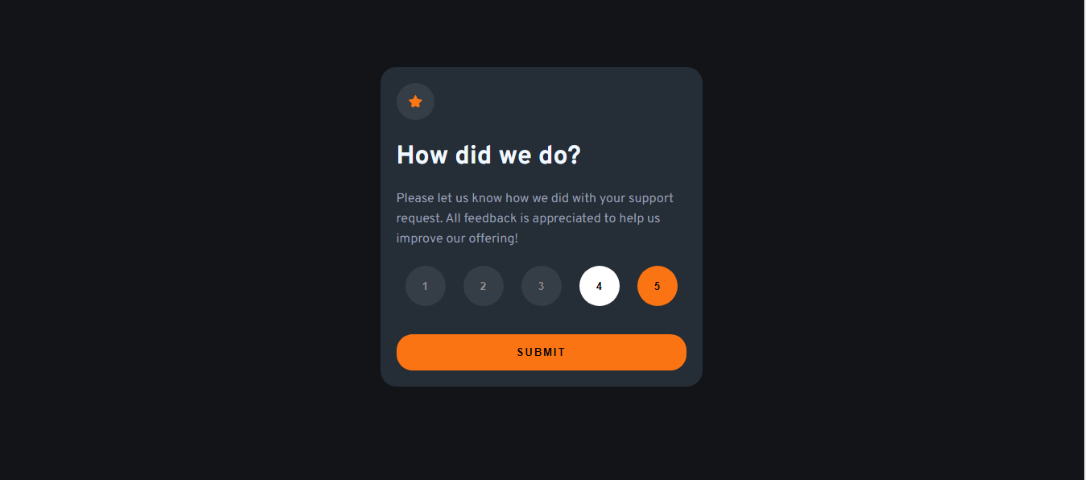 How did we do?
Please let us know how we did with your support
request. All feedback is appreciated to help us
improve our offering!
1 2 3 4 5
SUBMIT